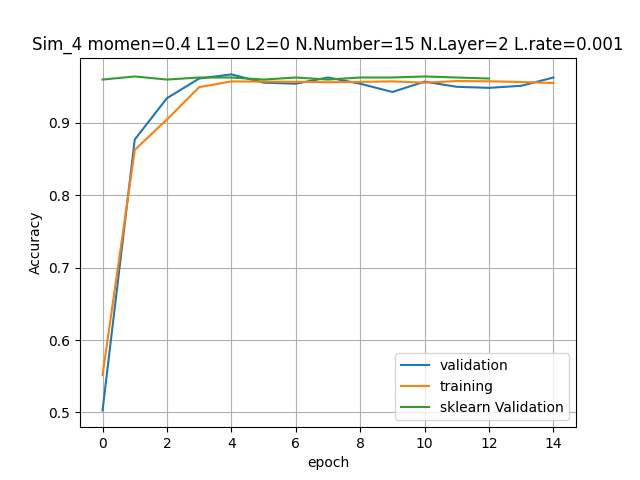 Sim_4 momen=0.4 L1=0 L2=0 N.Number=15 N.Layer=2 L.rate=0.001
Accuracy
0.9
0.8
0.7
0.6
0.5
validation
training
sklearn Validation
0 2 4 6 8 10 12 14
epoch